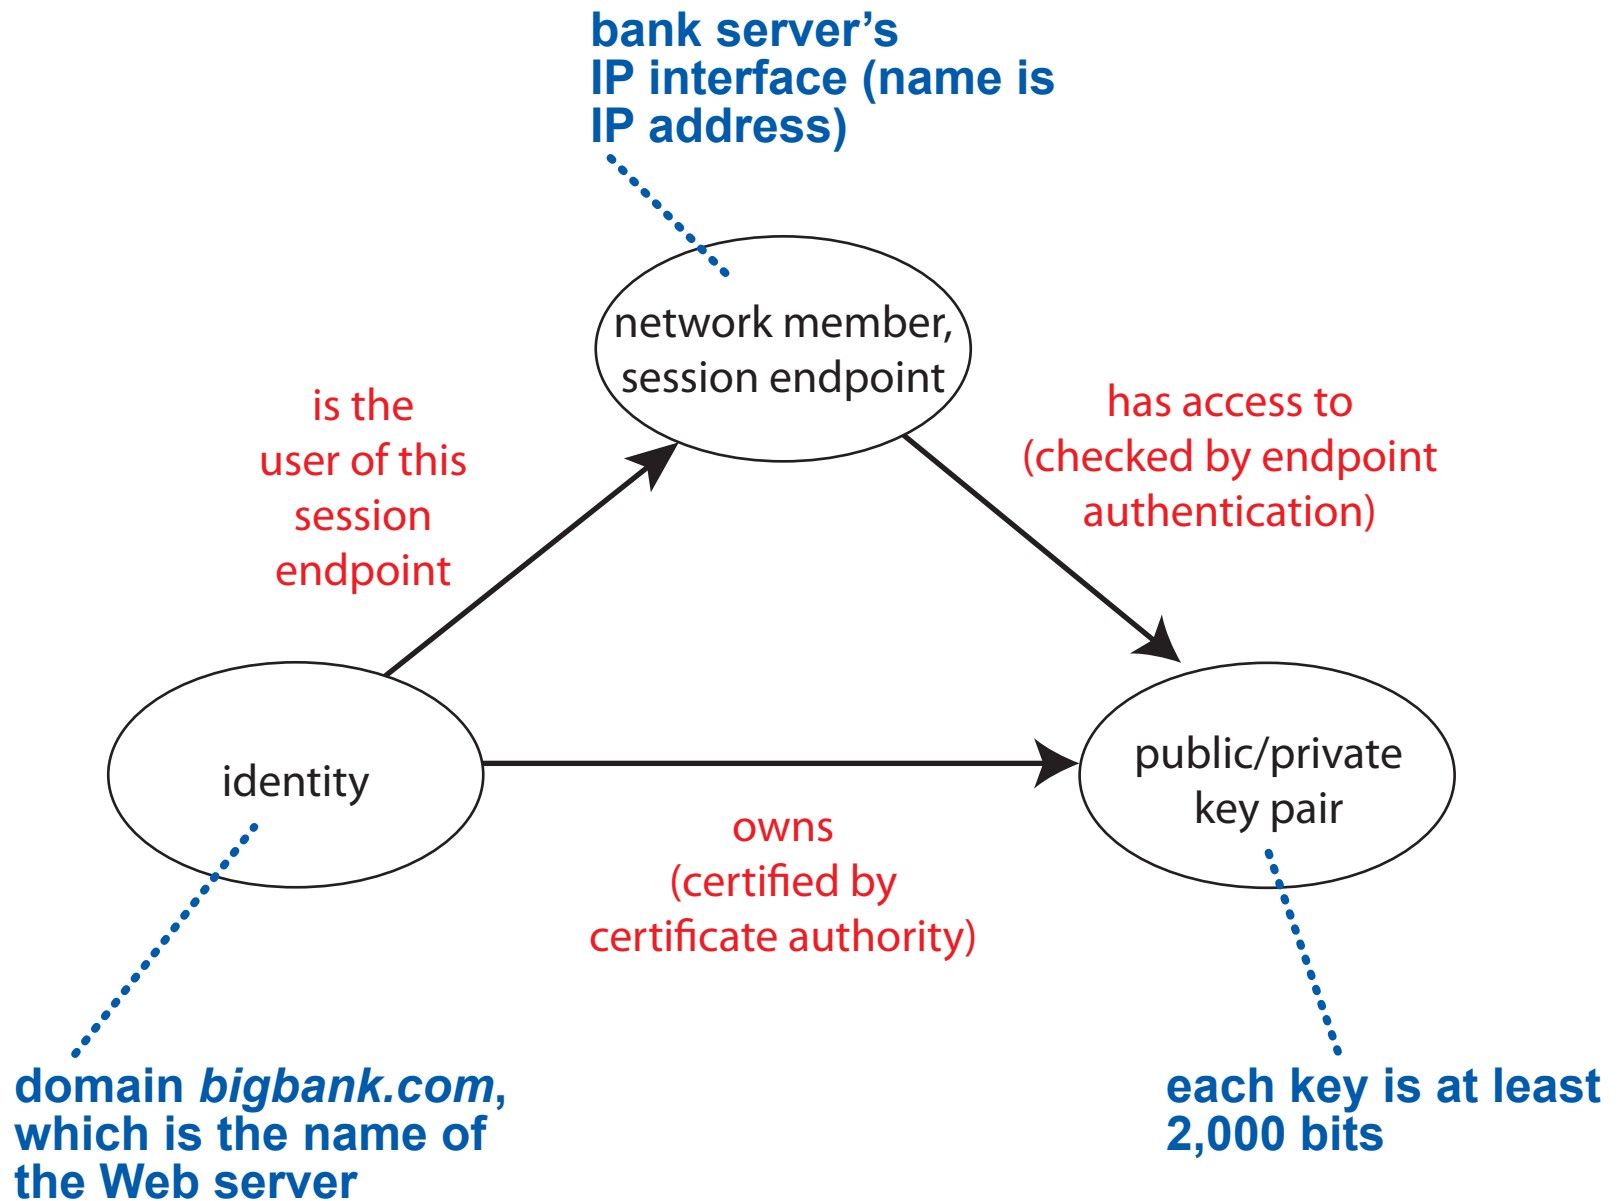 bank server’s
IP interface (name is
IP address)
network member,
session endpoint
is the
user of this
session
endpoint
has access to
(checked by endpoint
authentication)
identity
public/private
key pair
owns
(certified by
certificate authority)
domain bigbank.com,
which is the name of
the Web server
each key is at least
2,000 bits